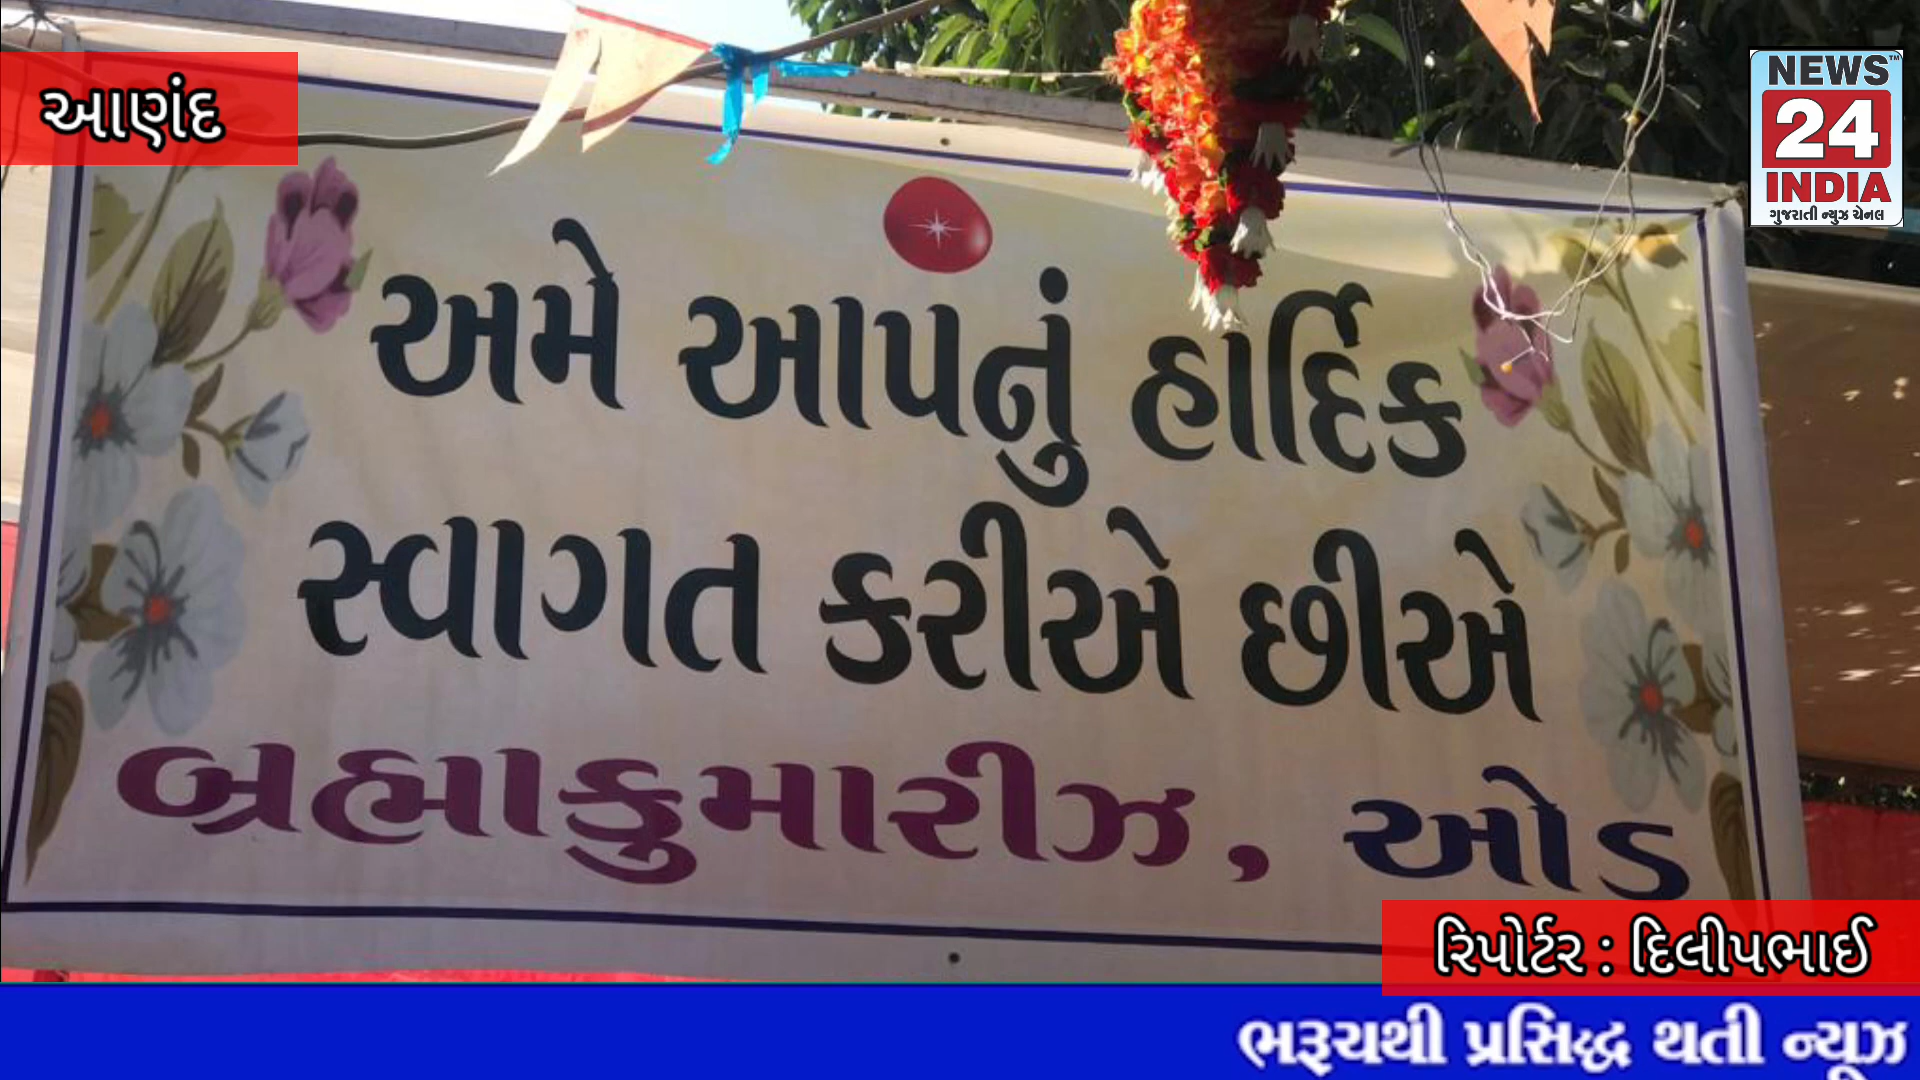 આણંદ
NEWS
24
INDIA
ગુજરાતી ન્યુઝ ચેનલ
અમે આપનું હાર્દિક
સ્વાગત કરીએ છીએ
બ્રહ્માકુમારીઝ, ઓડ
રિપોર્ટર : દિલીપભાઈ
ભરૂચથી પ્રસિદ્ધ થતી ન્યૂઝ